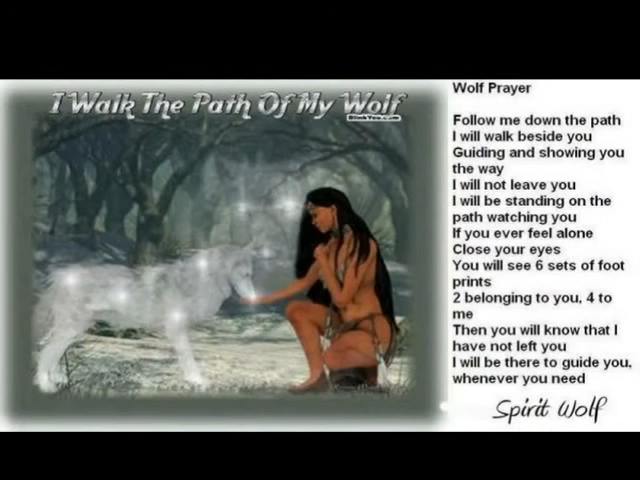 I Walk The Path Of My Wolf
BlinkYou.com
Wolf Prayer
Follow me down the path
I will walk beside you
Guiding and showing you
the way
I will not leave you
I will be standing on the
path watching you
If you ever feel alone
Close your eyes
You will see 6 sets of foot
prints
2 belonging to you, 4 to
me
Then you will know that I
have not left you
I will be there to guide you,
whenever you need
Spirit Wolf